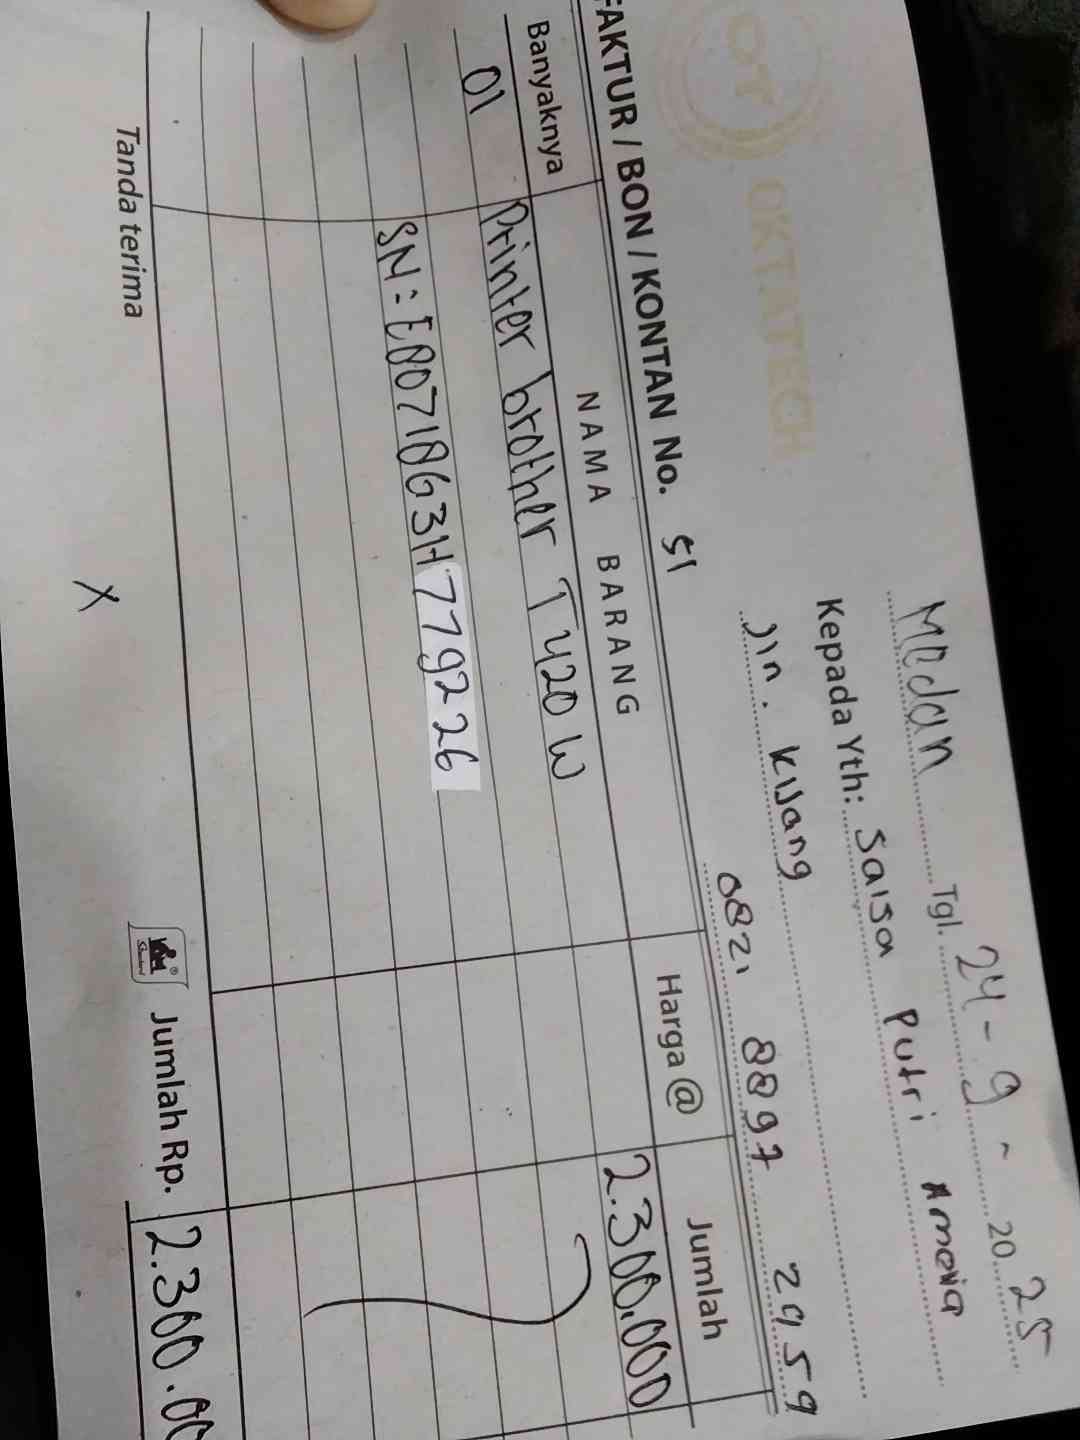 OKTATECH
Medan Tgl. 24 - 9 - 2025
Kepada Yth: Salsa Putri Amelia
Jln. Kwang
0821 8897 2959
FAKTUR / BON / KONTAN No. 51
Banyaknya NAMA BARANG Harga @ Jumlah
01 Printer brother T420 W 2.300.000
SN: E80718G3H779226
Tanda terima Jumlah Rp. 2.300.00
X